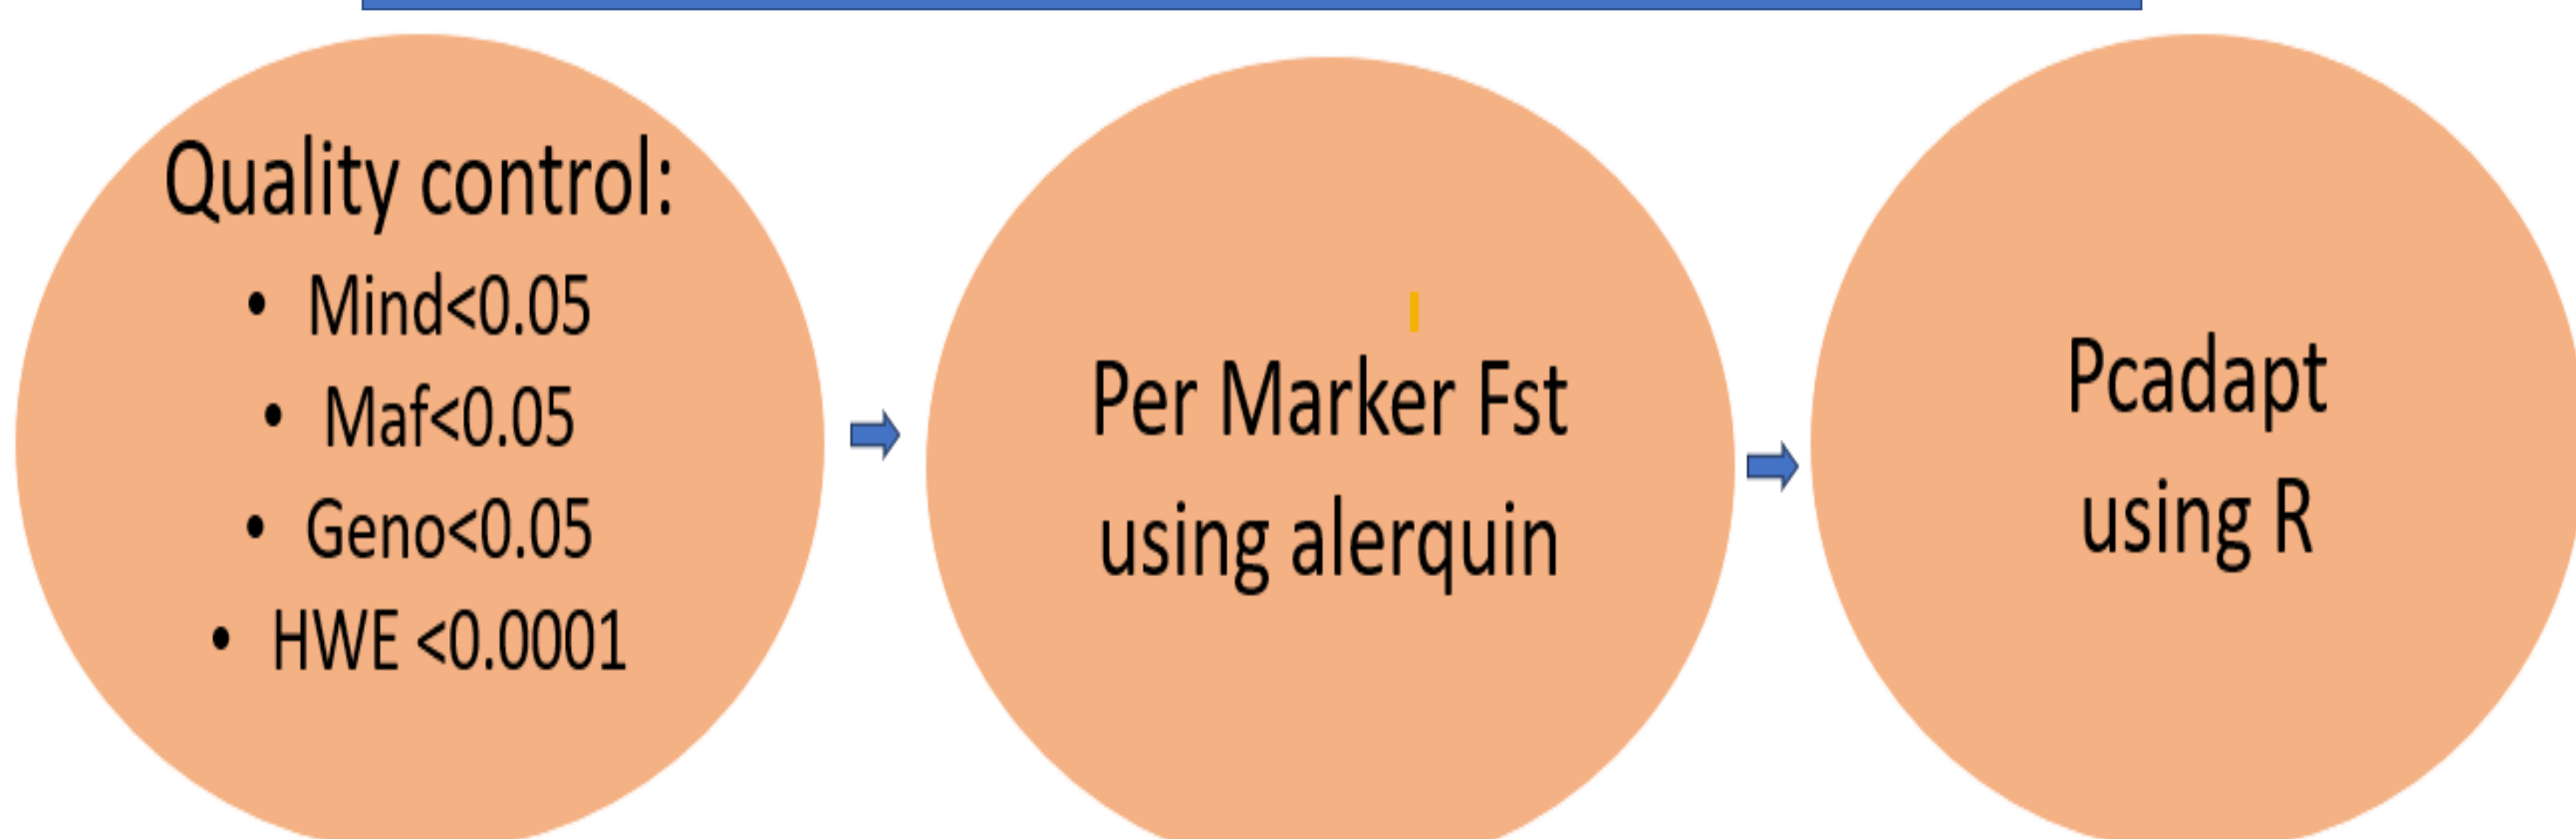 Quality control:
• Mind<0.05
• Maf<0.05
• Geno<0.05
• HWE <0.0001
Per Marker Fst
using alerquin
Pcadapt
using R